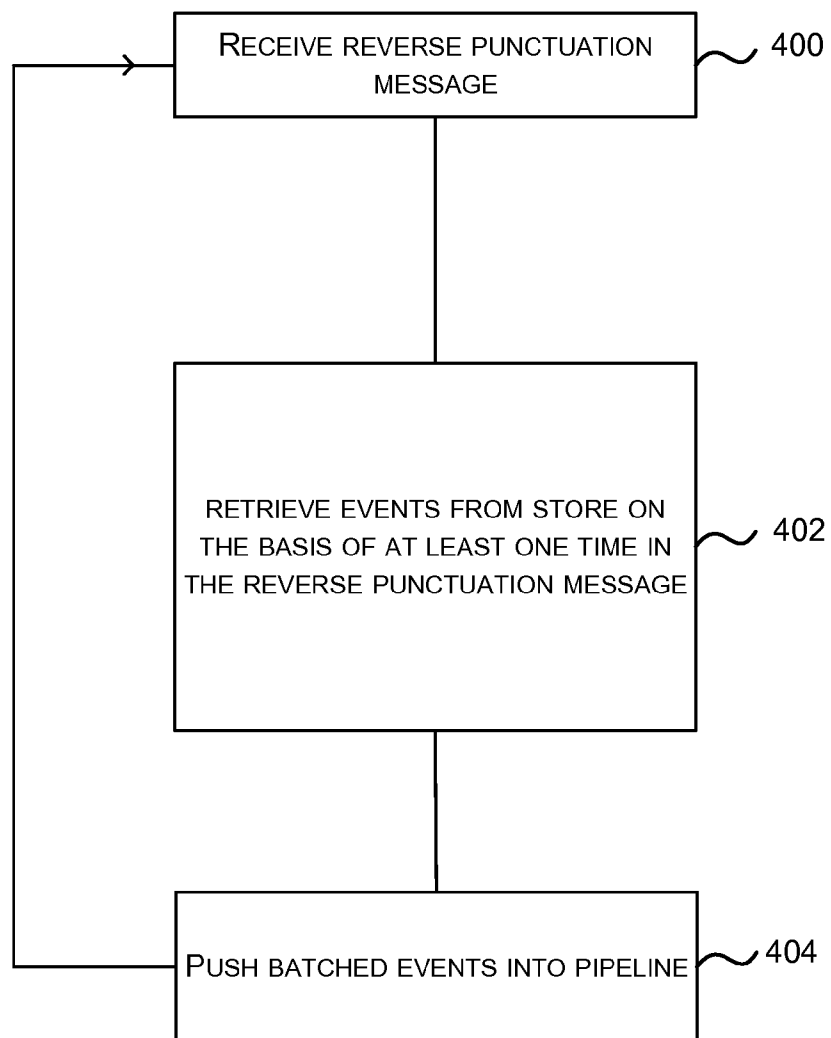 RECEIVE REVERSE PUNCTUATION
MESSAGE
400
RETRIEVE EVENTS FROM STORE ON
THE BASIS OF AT LEAST ONE TIME IN
THE REVERSE PUNCTUATION MESSAGE
402
PUSH BATCHED EVENTS INTO PIPELINE
404